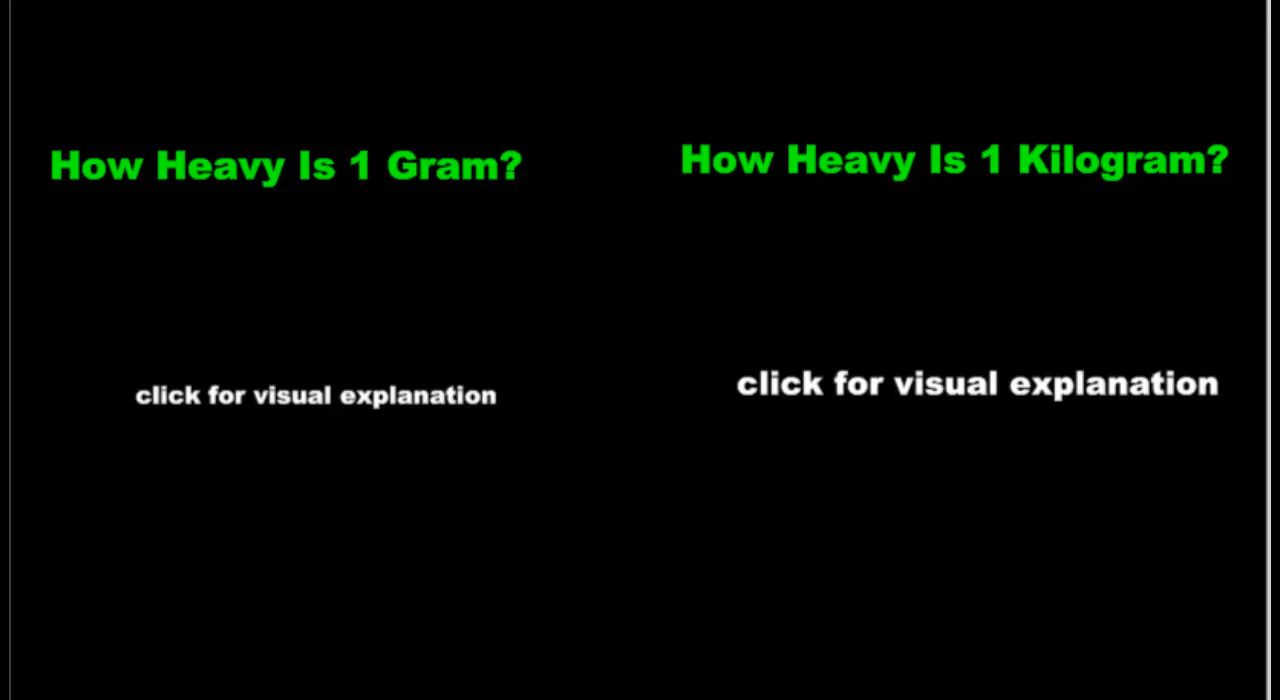 How Heavy Is 1 Gram?
click for visual explanation
How Heavy Is 1 Kilogram?
click for visual explanation